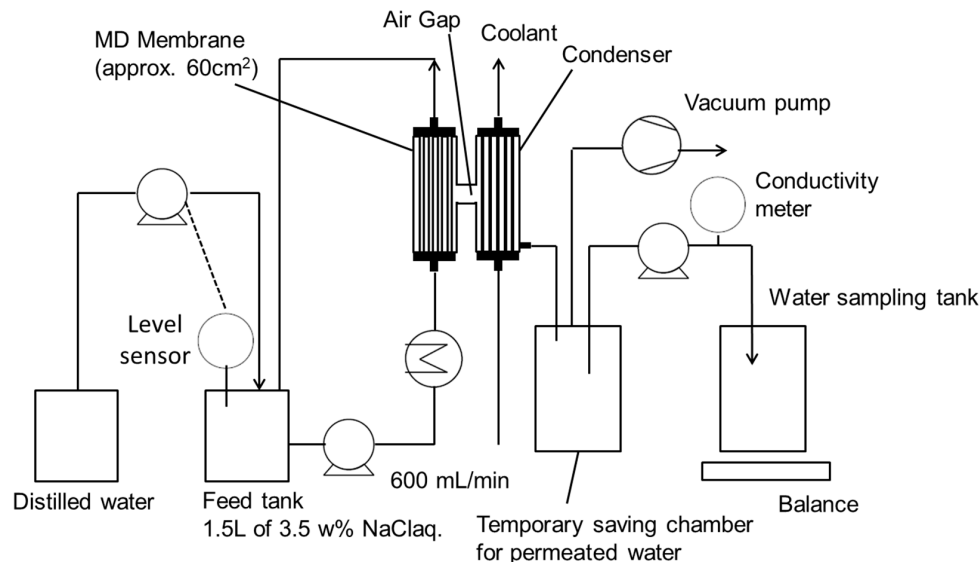 Air Gap
MD Membrane
(approx. 60cm²)
Coolant
Condenser
Vacuum pump
Conductivity
meter
Level
sensor
Water sampling tank
600 mL/min
Distilled water
Feed tank
1.5L of 3.5 w% NaClaq.
Balance
Temporary saving chamber
for permeated water